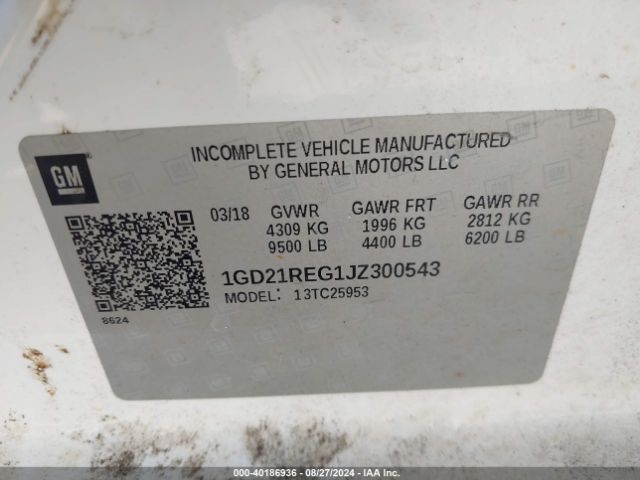 INCOMPLETE VEHICLE MANUFACTURED
BY GENERAL MOTORS LLC
GM
03/18 GVWR GAWR FRT GAWR RR
4309 KG 1996 KG 2812 KG
9500 LB 4400 LB 6200 LB
1GD21REG1JZ300543
MODEL: 13TC25953
8624
000-40186936 - 08/27/2024 - IAA Inc.